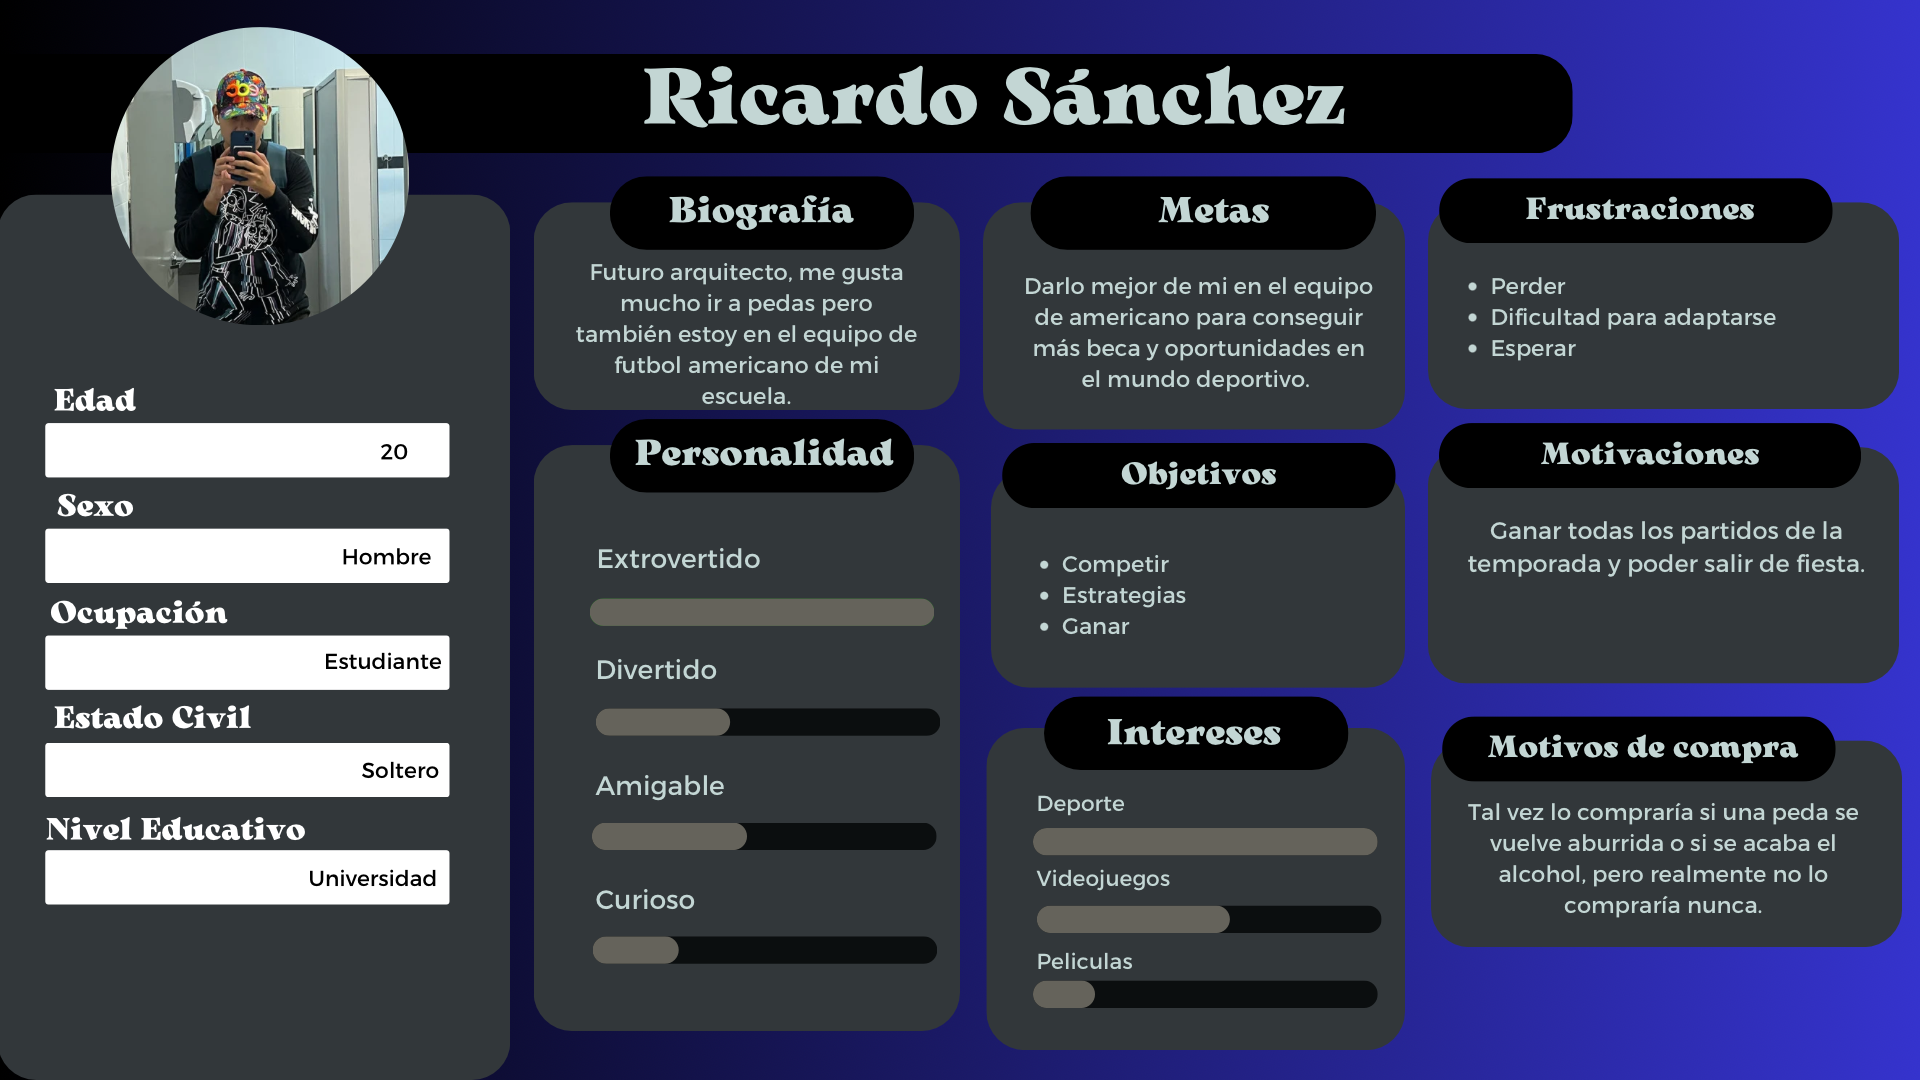 Ricardo Sánchez
Edad
20
Sexo
Hombre
Ocupación
Estudiante
Estado Civil
Soltero
Nivel Educativo
Universidad
Biografía
Futuro arquitecto, me gusta
mucho ir a pedas pero
también estoy en el equipo de
futbol americano de mi
escuela.
Personalidad
Extrovertido
Divertido
Amigable
Curioso
Metas
Darlo mejor de mi en el equipo
de americano para conseguir
más beca y oportunidades en
el mundo deportivo.
Objetivos
• Competir
• Estrategias
• Ganar
Intereses
Deporte
Videojuegos
Peliculas
Frustraciones
• Perder
• Dificultad para adaptarse
• Esperar
Motivaciones
Ganar todas los partidos de la
temporada y poder salir de fiesta.
Motivos de compra
Tal vez lo compraría si una peda se
vuelve aburrida o si se acaba el
alcohol, pero realmente no lo
compraría nunca.